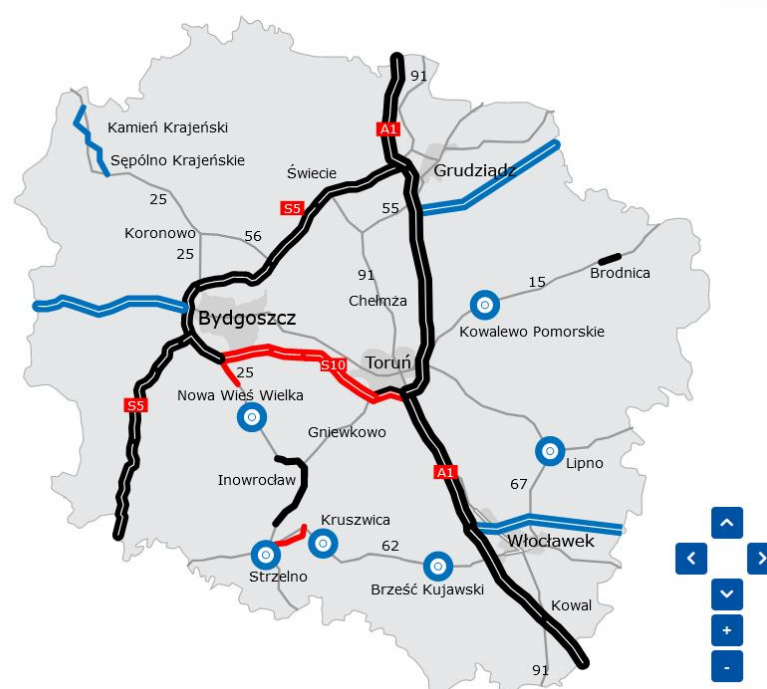 91
A1
Kamień Krajeński
Sępólno Krajeńskie
Świecie
Grudziądz
25
S5
55
Koronowo
56
25
91
15
Brodnica
Chełmża
Bydgoszcz
Kowalewo Pomorskie
Toruń
S10
25
Nowa Wieś Wielka
S5
Gniewkowo
Lipno
A1
Inowrocław
67
Kruszwica
62
Włocławek
Strzelno
Brześć Kujawski
Kowal
91
+
-